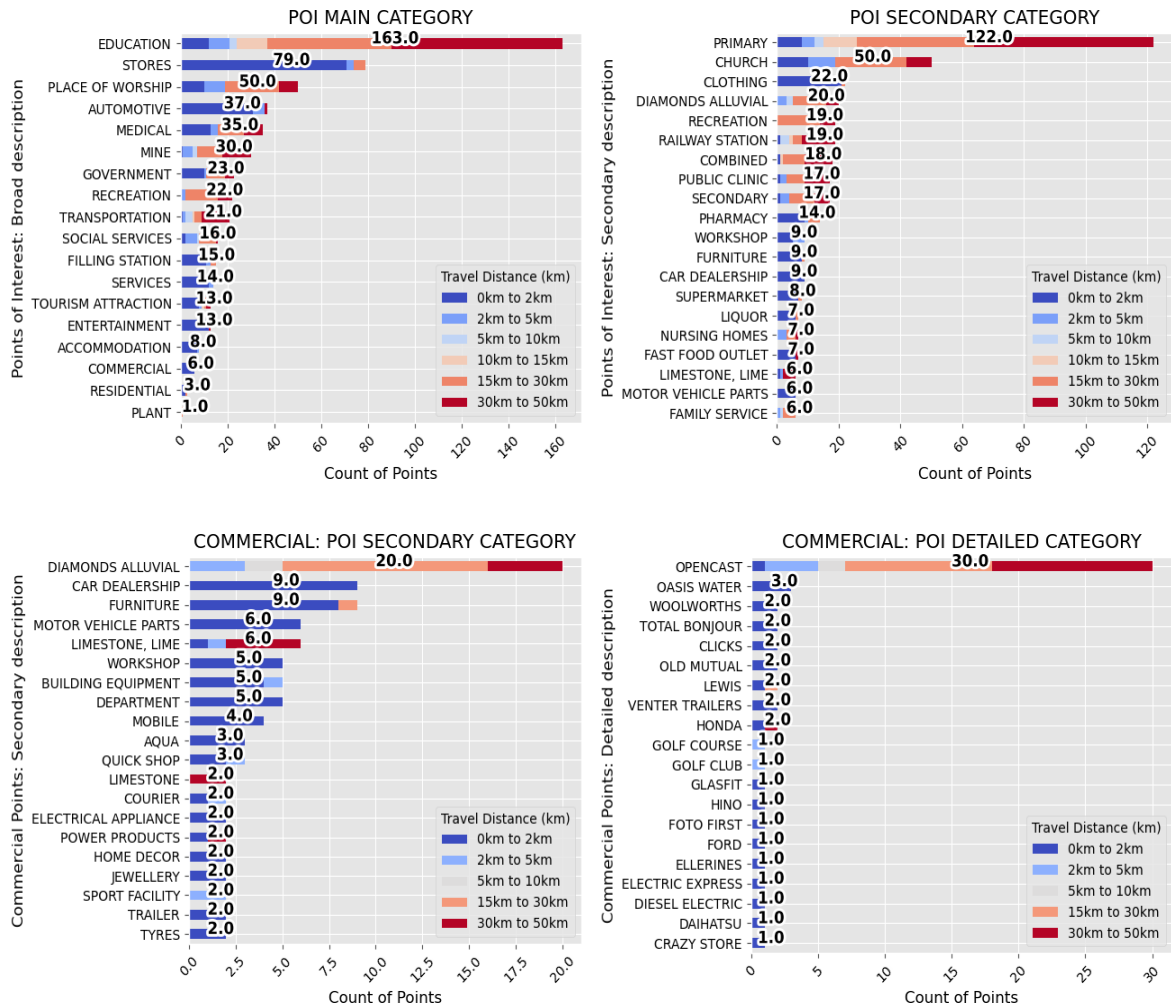 POI MAIN CATEGORY
Points of Interest: Broad description
EDUCATION 163.0
STORES 79.0
PLACE OF WORSHIP 50.0
AUTOMOTIVE 37.0
MEDICAL 35.0
MINE 30.0
GOVERNMENT 23.0
RECREATION 22.0
TRANSPORTATION 21.0
SOCIAL SERVICES 16.0
FILLING STATION 15.0
SERVICES 14.0
TOURISM ATTRACTION 13.0
ENTERTAINMENT 13.0
ACCOMMODATION 8.0
COMMERCIAL 6.0
RESIDENTIAL 3.0
PLANT 1.0
Travel Distance (km)
0km to 2km
2km to 5km
5km to 10km
10km to 15km
15km to 30km
30km to 50km
0 20 40 60 80 100 120 140 160
Count of Points
POI SECONDARY CATEGORY
Points of Interest: Secondary description
PRIMARY 122.0
CHURCH 50.0
CLOTHING 22.0
DIAMONDS ALLUVIAL 20.0
RECREATION 19.0
RAILWAY STATION 19.0
COMBINED 18.0
PUBLIC CLINIC 17.0
SECONDARY 17.0
PHARMACY 14.0
WORKSHOP 9.0
FURNITURE 9.0
CAR DEALERSHIP 9.0
SUPERMARKET 8.0
LIQUOR 7.0
NURSING HOMES 7.0
FAST FOOD OUTLET 7.0
LIMESTONE, LIME 6.0
MOTOR VEHICLE PARTS 6.0
FAMILY SERVICE 6.0
Travel Distance (km)
0km to 2km
2km to 5km
5km to 10km
10km to 15km
15km to 30km
30km to 50km
0 20 40 60 80 100 120
Count of Points
COMMERCIAL: POI SECONDARY CATEGORY
Commercial Points: Secondary description
DIAMONDS ALLUVIAL 20.0
CAR DEALERSHIP 9.0
FURNITURE 9.0
MOTOR VEHICLE PARTS 6.0
LIMESTONE, LIME 6.0
WORKSHOP 5.0
BUILDING EQUIPMENT 5.0
DEPARTMENT 5.0
MOBILE 4.0
AQUA 3.0
QUICK SHOP 3.0
LIMESTONE 2.0
COURIER 2.0
ELECTRICAL APPLIANCE 2.0
POWER PRODUCTS 2.0
HOME DECOR 2.0
JEWELLERY 2.0
SPORT FACILITY 2.0
TRAILER 2.0
TYRES 2.0
Travel Distance (km)
0km to 2km
2km to 5km
5km to 10km
15km to 30km
30km to 50km
0.0 2.5 5.0 7.5 10.0 12.5 15.0 17.5 20.0
Count of Points
COMMERCIAL: POI DETAILED CATEGORY
Commercial Points: Detailed description
OPENCAST 30.0
OASIS WATER 3.0
WOOLWORTHS 2.0
TOTAL BONJOUR 2.0
CLICKS 2.0
OLD MUTUAL 2.0
LEWIS 2.0
VENTER TRAILERS 2.0
HONDA 2.0
GOLF COURSE 1.0
GOLF CLUB 1.0
GLASFIT 1.0
HINO 1.0
FOTO FIRST 1.0
FORD 1.0
ELLERINES 1.0
ELECTRIC EXPRESS 1.0
DIESEL ELECTRIC 1.0
DAIHATSU 1.0
CRAZY STORE 1.0
Travel Distance (km)
0km to 2km
2km to 5km
5km to 10km
15km to 30km
30km to 50km
0 5 10 15 20 25 30
Count of Points